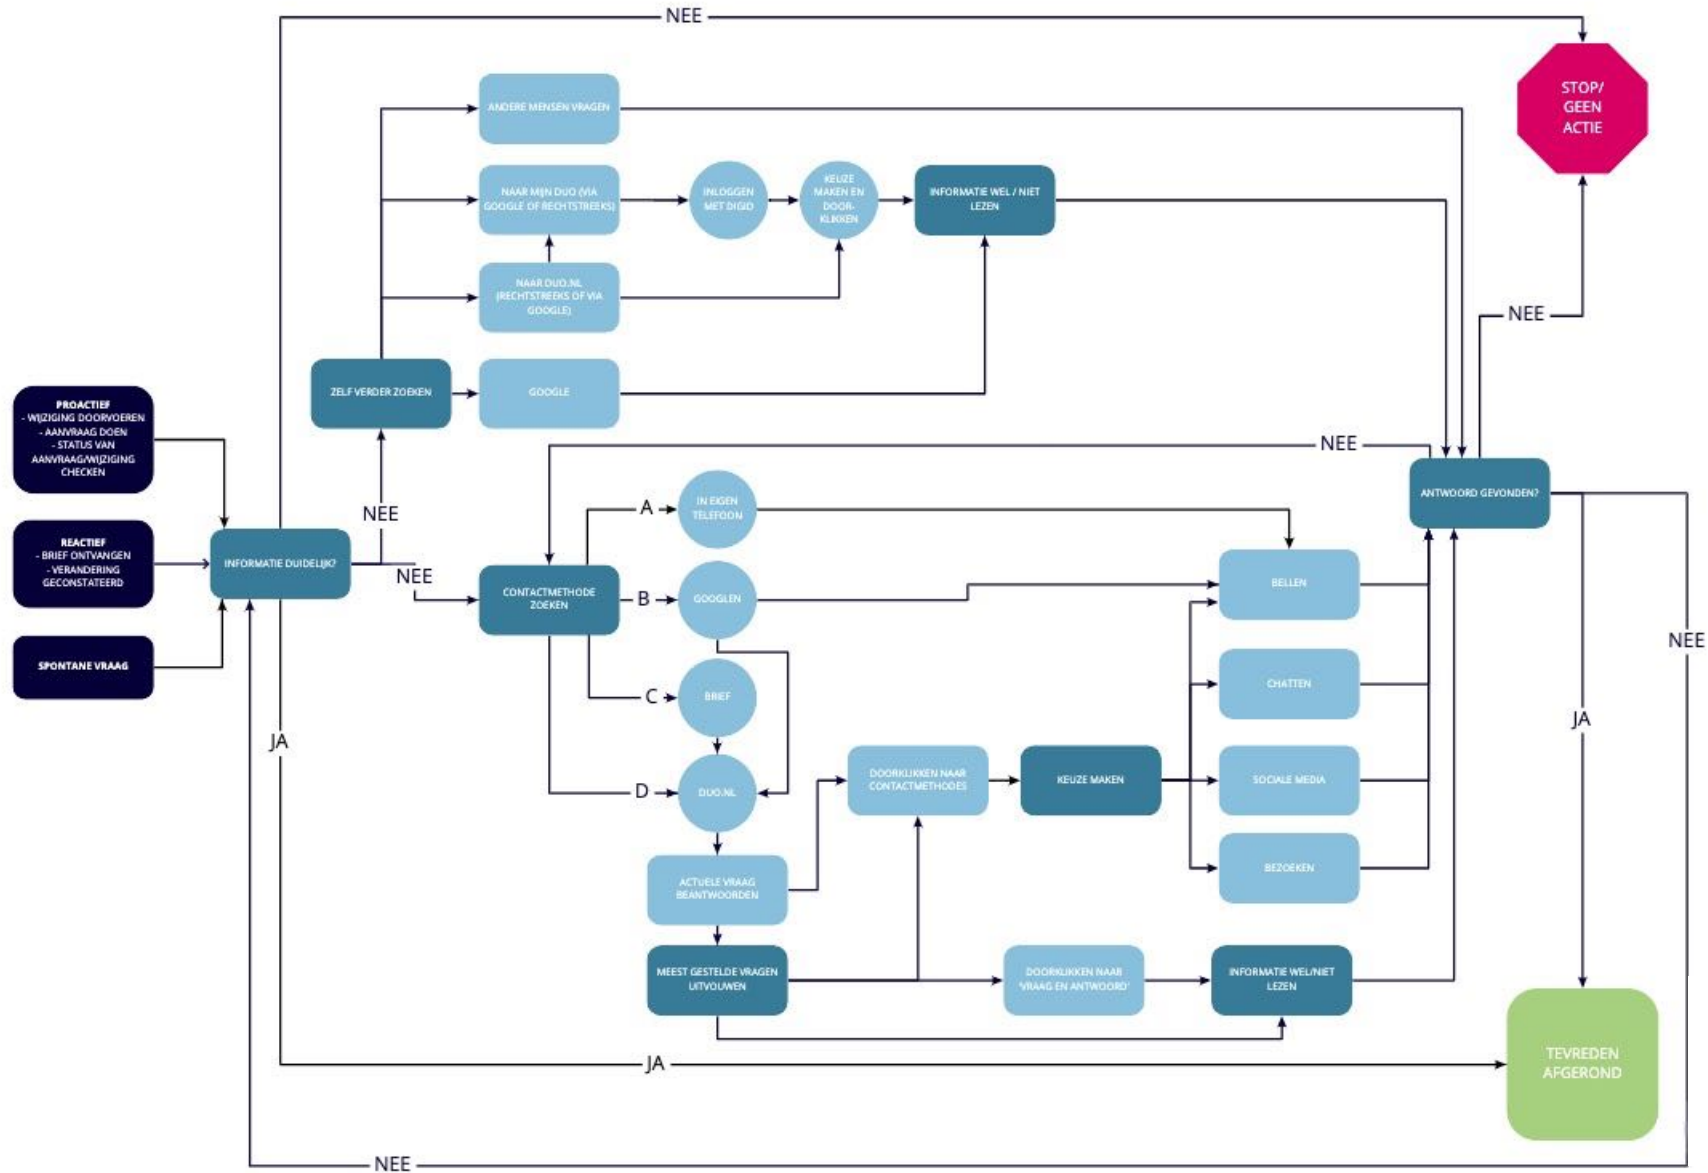 NEE
STOP/
GEEN
ACTIE
ANDERE MENSEN VRAGEN
NAAR MIJN DUO (VIA
GOOGLE OF RECHTSTREEKS)
INLOGGEN
MET DIGID
KEUZE
MAKEN EN
DOOR-
KLIKKEN
INFORMATIE WEL / NIET
LEZEN
NAAR DUO.NL
(RECHTSTREEKS OF VIA
GOOGLE)
NEE
ZELF VERDER ZOEKEN
GOOGLE
PROACTIEF
- WIJZIGING DOORVOEREN
- AANVRAAG DOEN
- STATUS VAN
AANVRAAG/WIJZIGING
CHECKEN
NEE
ANTWOORD GEVONDEN?
NEE
A
IN EIGEN
TELEFOON
REACTIEF
- BRIEF ONTVANGEN
- VERANDERING
GECONSTATEERD
INFORMATIE DUIDELIJK?
NEE
CONTACTMETHODE
ZOEKEN
B
GOOGLEN
BELLEN
NEE
SPONTANE VRAAG
C
BRIEF
CHATTEN
JA
JA
D
DUO.NL
DOORKLIKKEN NAAR
CONTACTMETHODES
KEUZE MAKEN
SOCIALE MEDIA
BEZOEKEN
ACTUELE VRAAG
BEANTWOORDEN
MEEST GESTELDE VRAGEN
UITVOUWEN
DOORKLIKKEN NAAR
'VRAAG EN ANTWOORD'
INFORMATIE WEL/NIET
LEZEN
JA
TEVREDEN
AFGEROND
NEE